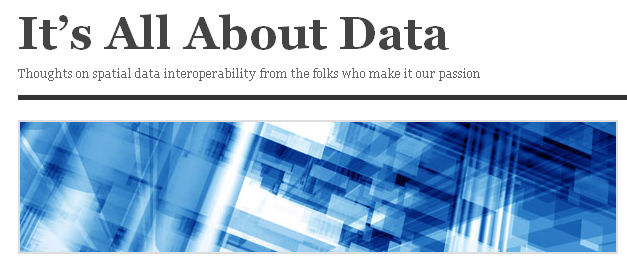 It’s All About Data
Thoughts on spatial data interoperability from the folks who make it our passion